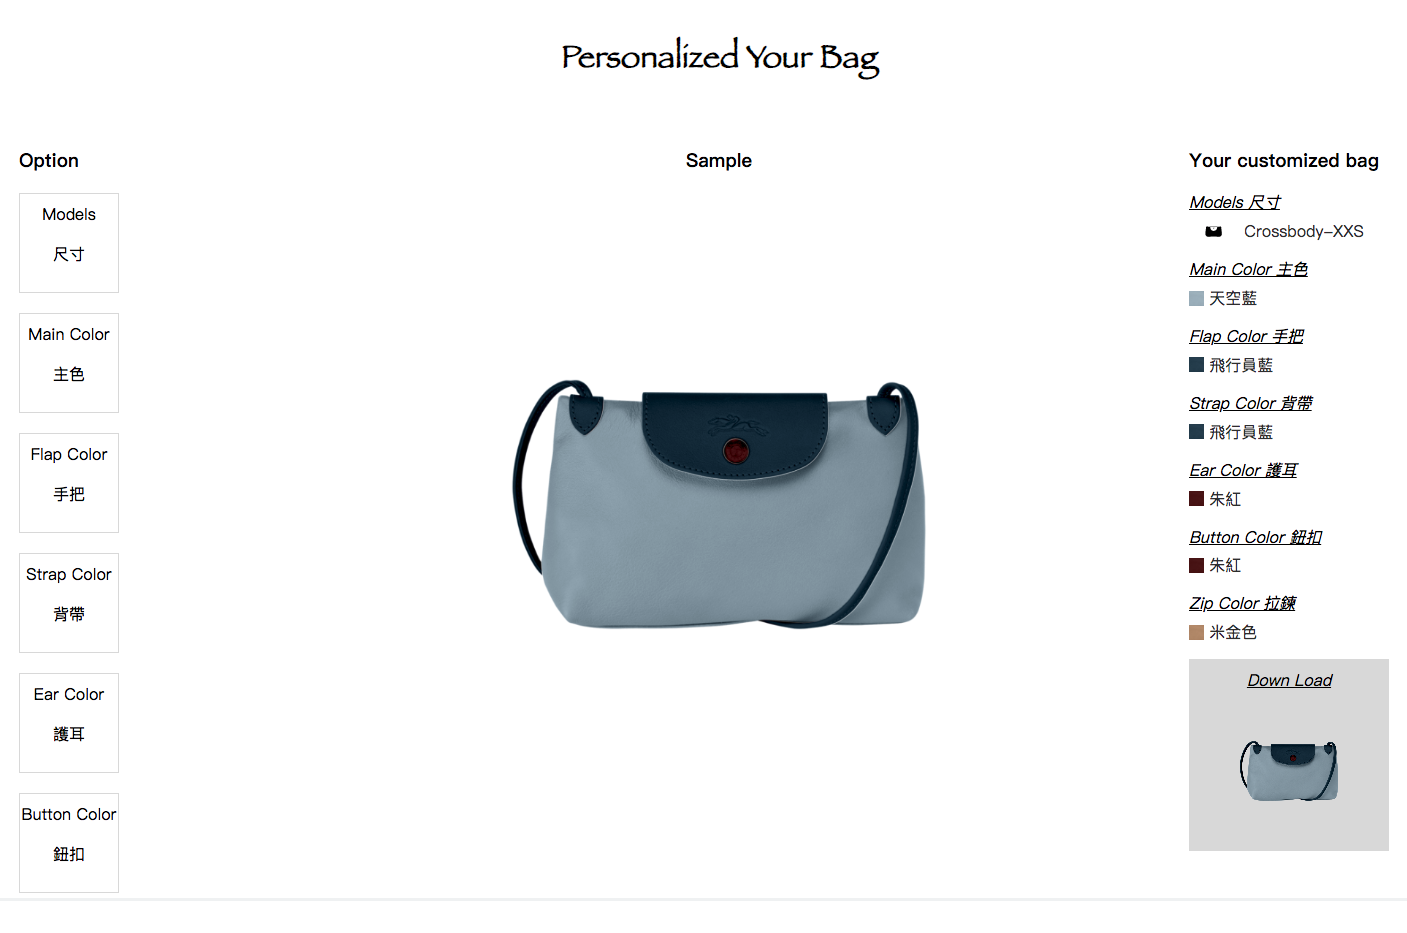 Personalized Your Bag
Option
Models
尺寸
Main Color
主色
Flap Color
手把
Strap Color
背帶
Ear Color
護耳
Button Color
鈕扣
Sample
Your customized bag
Models 尺寸
Crossbody-XXS
Main Color 主色
天空藍
Flap Color 手把
飛行員藍
Strap Color 背帶
飛行員藍
Ear Color 護耳
朱紅
Button Color 鈕扣
朱紅
Zip Color 拉鍊
米金色
Down Load